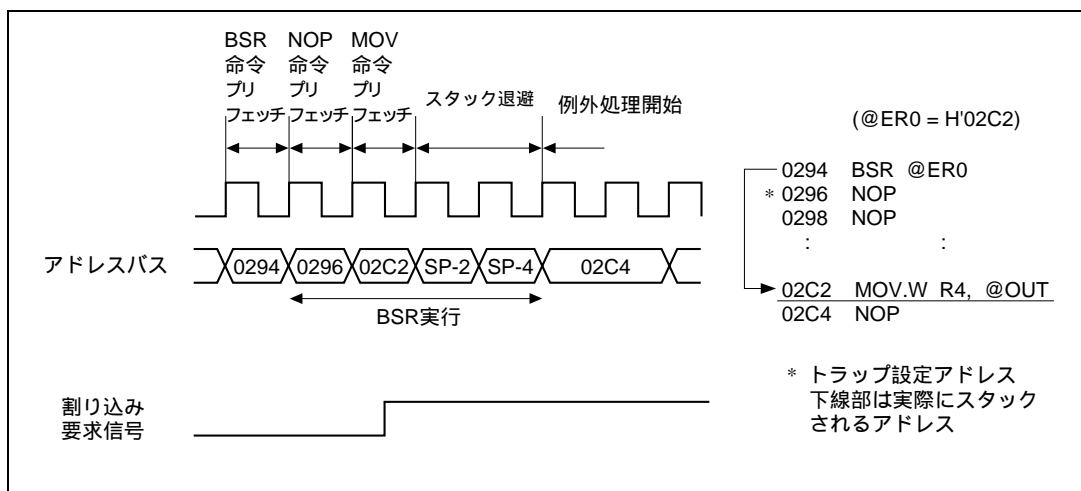 BSR NOP MOV
命令 命令 命令
プリ プリ プリ
フェッチ フェッチ フェッチ
スタック退避
例外処理開始
アドレスバス
0294 0296 02C2 SP-2 SP-4 02C4
BSR実行
割り込み
要求信号
(@ER0 = H'02C2)
0294 BSR @ER0
* 0296 NOP
0298 NOP
: :
02C2 MOV.W R4, @OUT
02C4 NOP
* トラップ設定アドレス
下線部は実際にスタック
されるアドレス